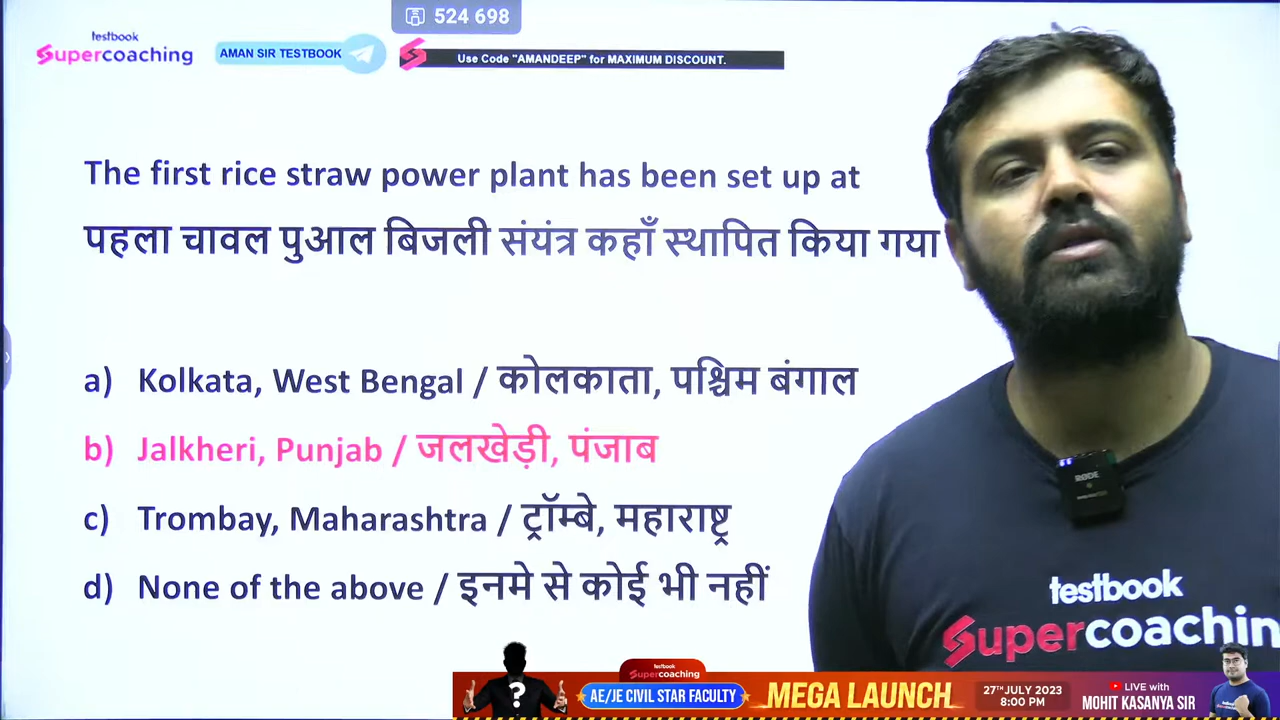 524 698
testbook
Supercoaching
AMAN SIR TESTBOOK
Use Code "AMANDEEP" for MAXIMUM DISCOUNT.
The first rice straw power plant has been set up at
पहला चावल पुआल बिजली संयंत्र कहाँ स्थापित किया गया
a) Kolkata, West Bengal / कोलकाता, पश्चिम बंगाल
b) Jalkheri, Punjab / जलखेड़ी, पंजाब
c) Trombay, Maharashtra / ट्रॉम्बे, महाराष्ट्र
d) None of the above / इनमे से कोई भी नहीं
RODE
testbook
Supercoachin
?
testbook
Supercoaching
AE/JE CIVIL STAR FACULTY
MEGA LAUNCH
27TH JULY 2023
8:00 PM
LIVE with
MOHIT KASANYA SIR